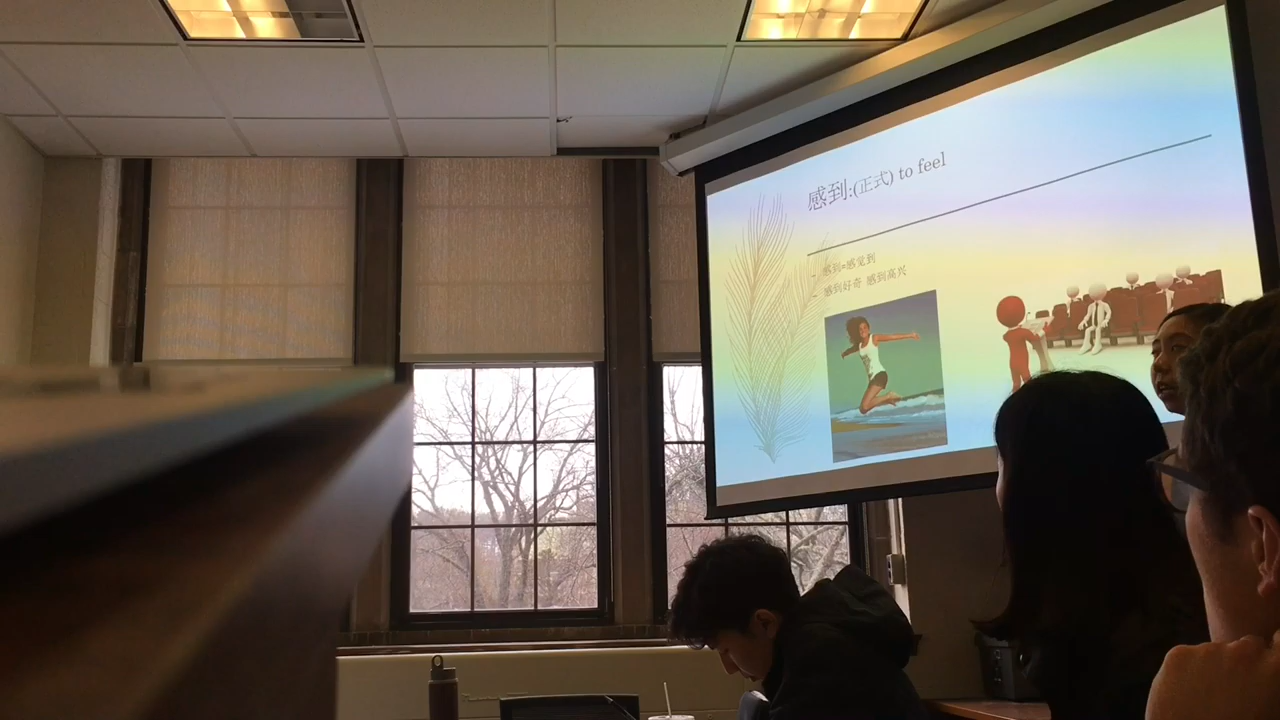 感到:(正式) to feel
– 感到=感觉到
– 感到好奇 感到高兴